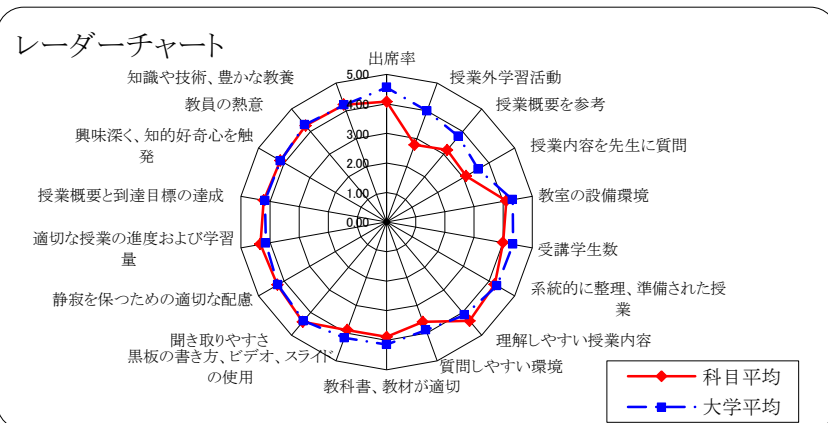 レーダーチャート
出席率
授業外学習活動
授業概要を参考
授業内容を先生に質問
教室の設備環境
受講学生数
系統的に整理、準備された授
業
理解しやすい授業内容
質問しやすい環境
教科書、教材が適切
黒板の書き方、ビデオ、スライド
の使用
聞き取りやすさ
静寂を保つための適切な配慮
適切な授業の進度および学習
量
授業概要と到達目標の達成
興味深く、知的好奇心を触
発
教員の熱意
知識や技術、豊かな教養
5.00
4.00
3.00
2.00
1.00
0.00
科目平均
大学平均